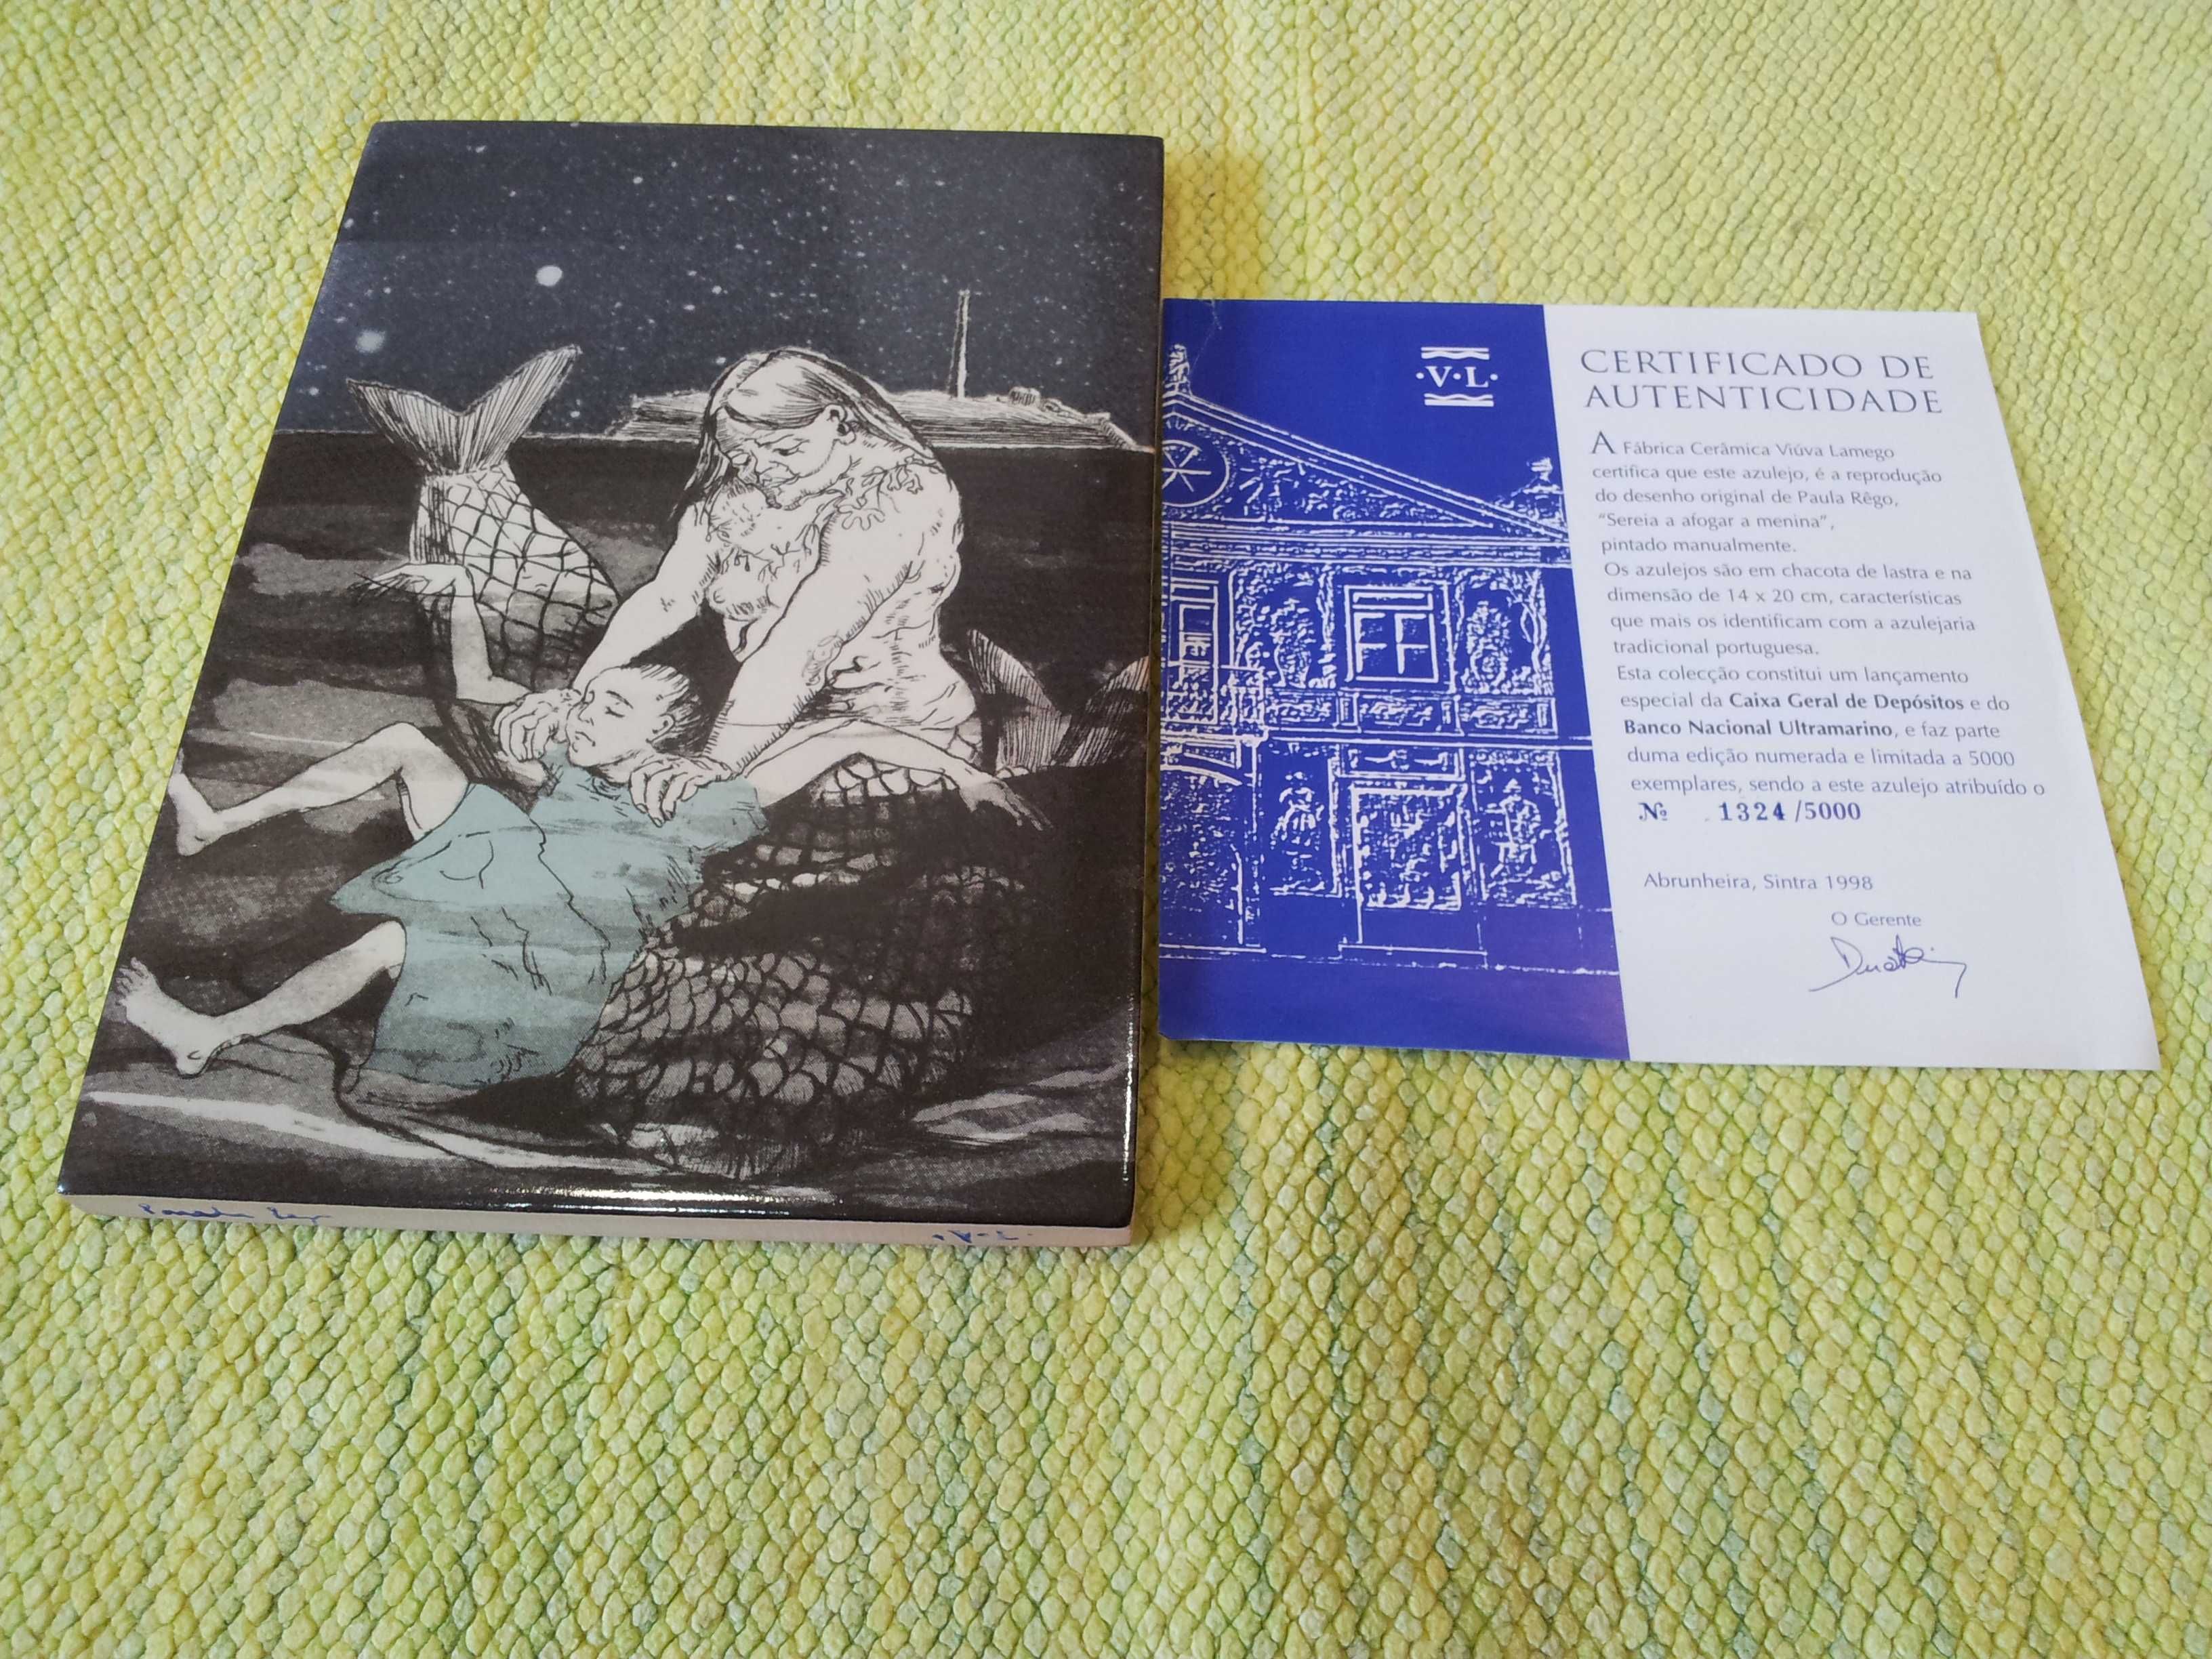 ·V·L·
CERTIFICADO DE
AUTENTICIDADE
A Fábrica Cerâmica Viúva Lamego
certifica que este azulejo, é a reprodução
do desenho original de Paula Rêgo,
“Sereia a afogar a menina”,
pintado manualmente.
Os azulejos são em chacota de lastra e na
dimensão de 14 x 20 cm, características
que mais os identificam com a azulejaria
tradicional portuguesa.
Esta colecção constitui um lançamento
especial da Caixa Geral de Depósitos e do
Banco Nacional Ultramarino, e faz parte
duma edição numerada e limitada a 5000
exemplares, sendo a este azulejo atribuído o
Nº 1324 /5000
Abrunheira, Sintra 1998
O Gerente
Paula Rego
·V·L·